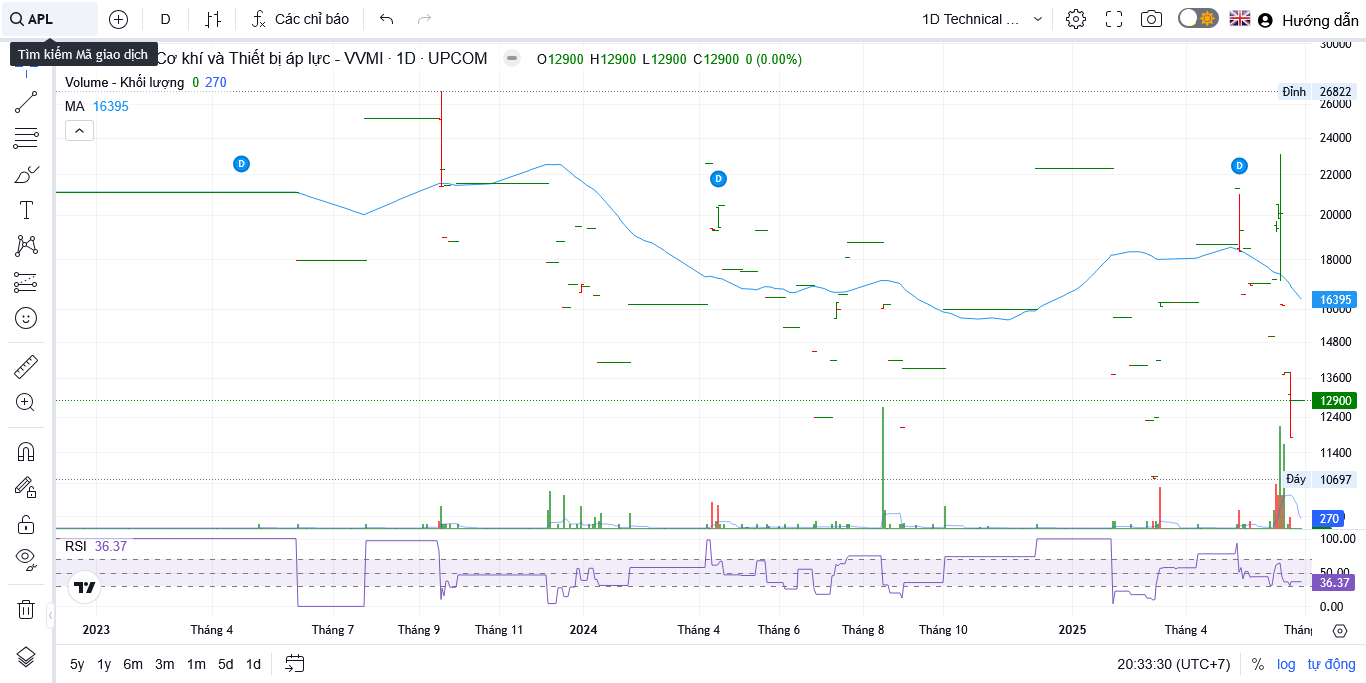 APL
D
Các chỉ báo
1D Technical ...
Hướng dẫn
Tìm kiếm Mã giao dịch
Cơ khí và Thiết bị áp lực - VVMI · 1D · UPCOM
O12900 H12900 L12900 C12900 0 (0.00%)
Volume - Khối lượng 0 270
MA 16395
30000
Đỉnh 26822
26000
24000
22000
20000
18000
16395
16000
14800
13600
12900
12400
11400
Đáy 10697
270
D
D
D
RSI 36.37
100.00
50.00
36.37
0.00
2023 Tháng 4 Tháng 7 Tháng 9 Tháng 11 2024 Tháng 4 Tháng 6 Tháng 8 Tháng 10 2025 Tháng 4
5y 1y 6m 3m 1m 5d 1d
20:33:30 (UTC+7) % log tự động